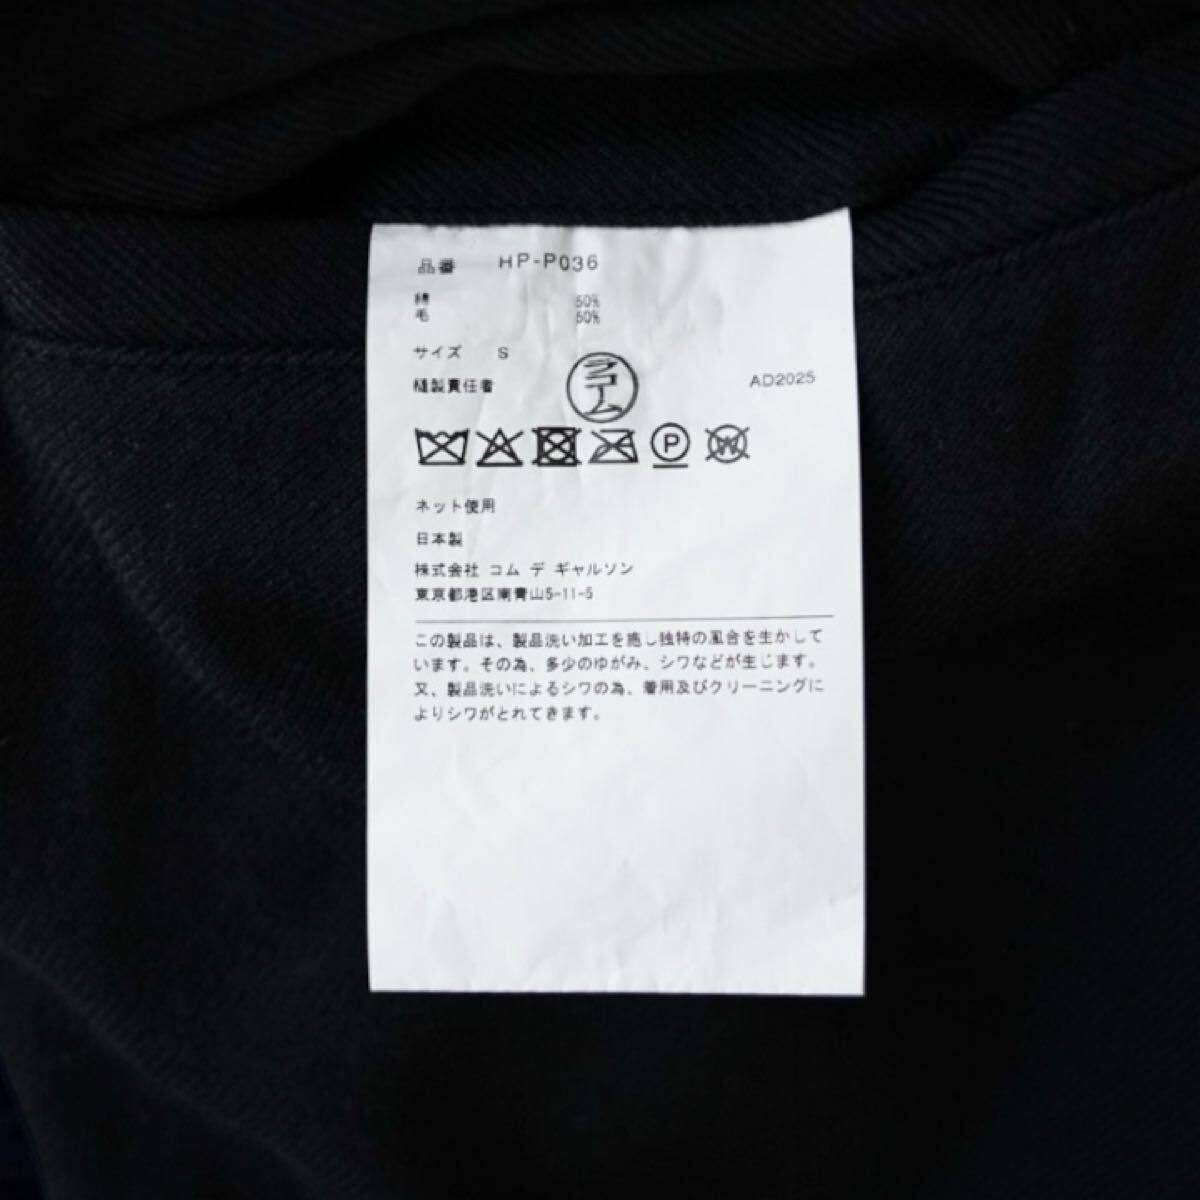 品番 HP-P036
綿 50%
毛 50%
サイズ S
縫製責任者 コム AD2025
P W
ネット使用
日本製
株式会社 コム デ ギャルソン
東京都港区南青山5-11-5
この製品は、製品洗い加工を施し独特の風合を生かして
います。その為、多少のゆがみ、シワなどが生じます。
又、製品洗いによるシワの為、着用及びクリーニングに
よりシワがとれてきます。